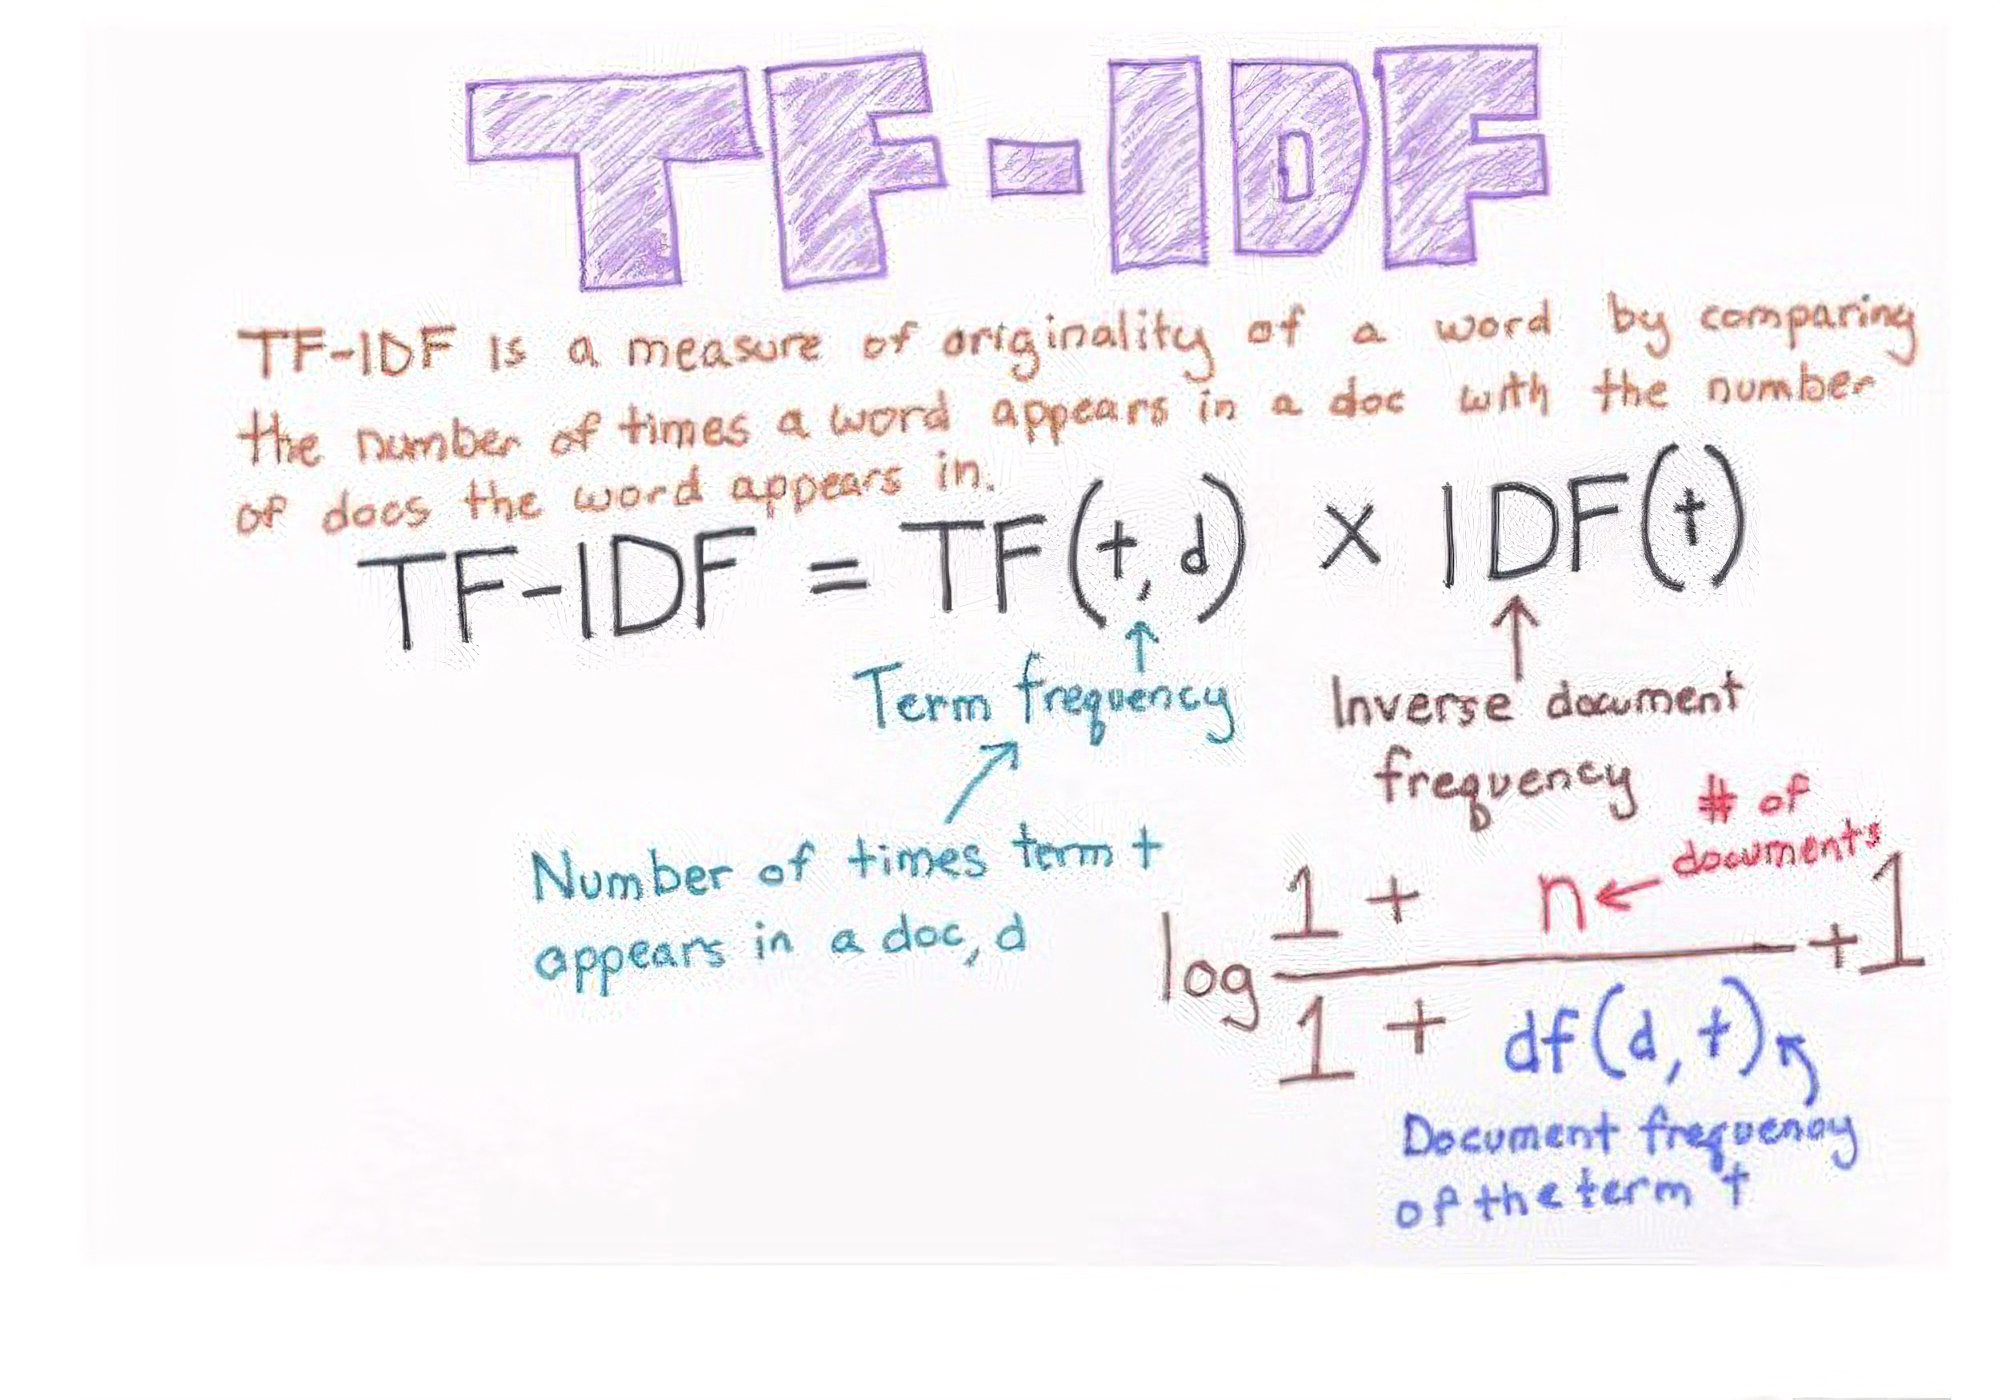 TF-IDF
TF-IDF is a measure of originality of a word by comparing
the number of times a word appears in a doc with the number
of docs the word appears in.
TF-IDF = TF(t, d) × IDF(t)
Term frequency
Inverse document
frequency
Number of times term t
appears in a doc, d
# of
documents
1 + n
log + 1
1 + df(d, t)
Document frequency
of the term t